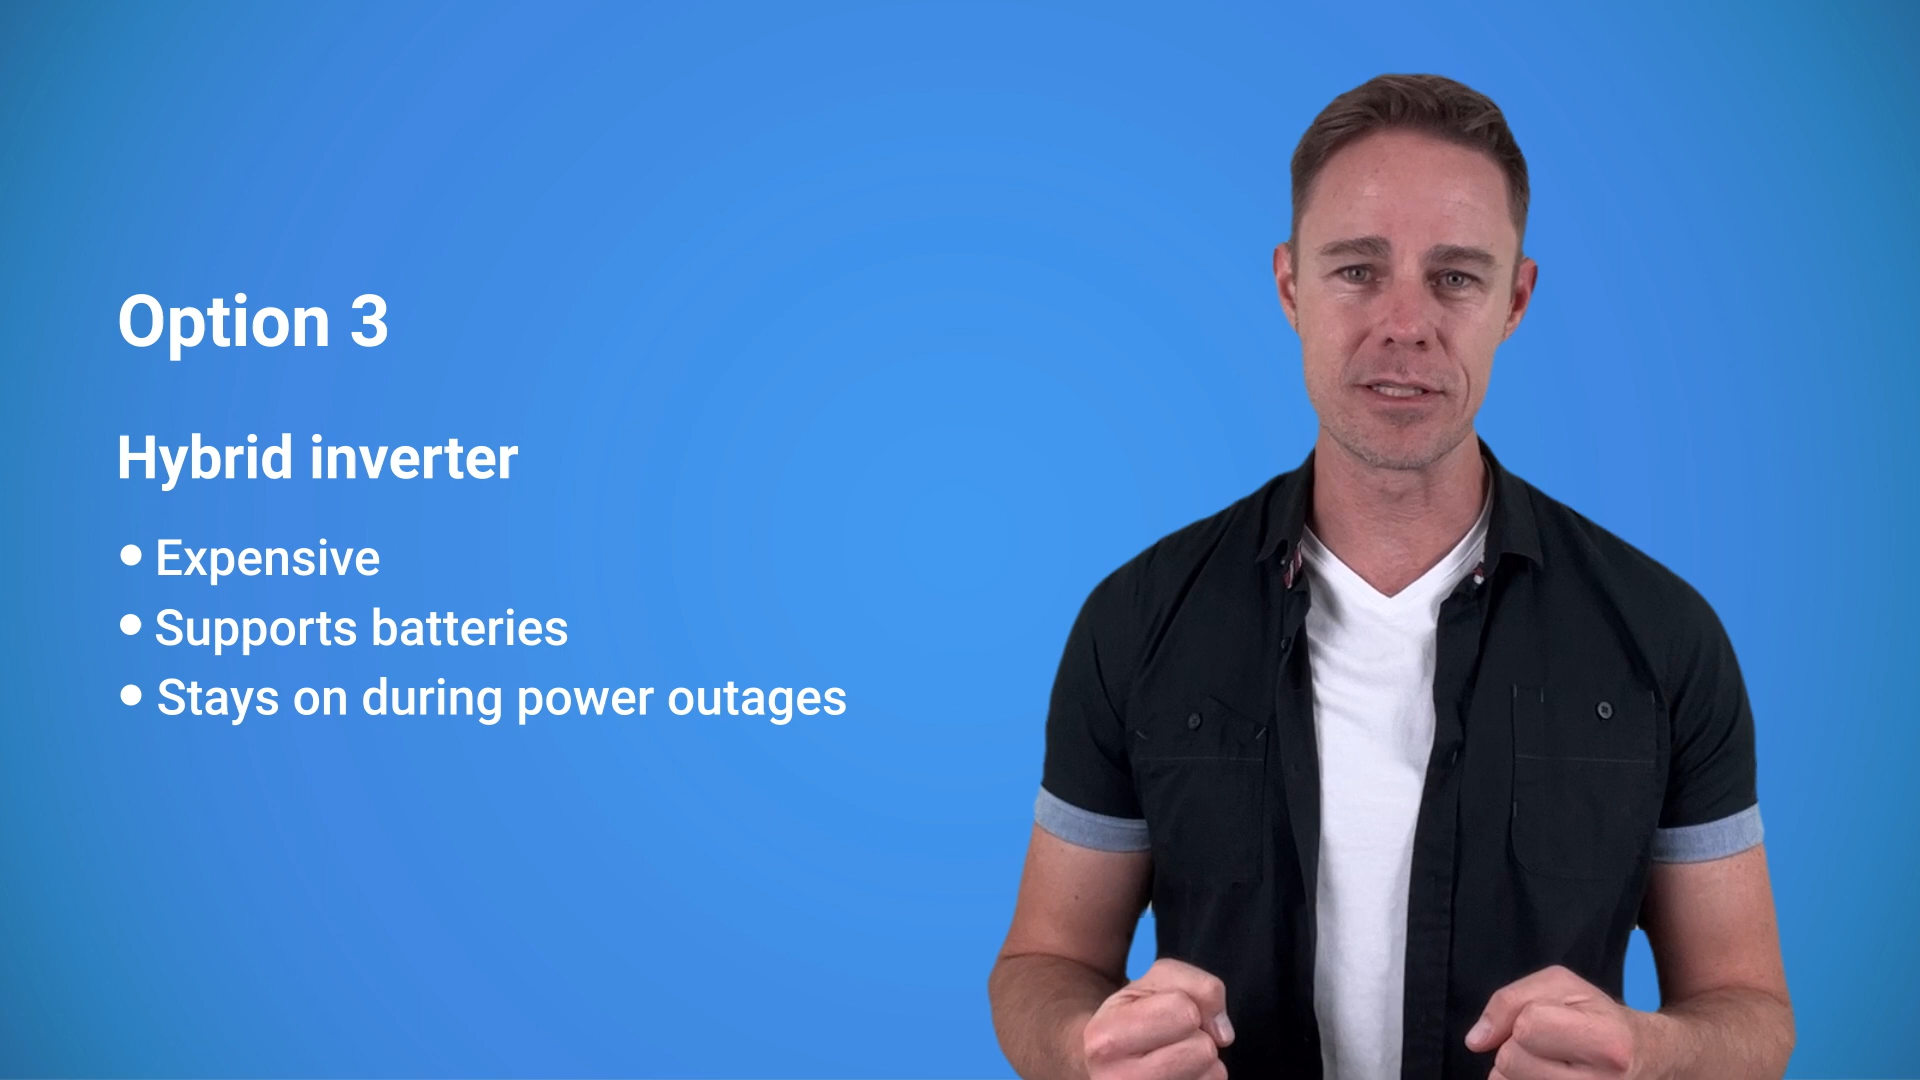 Option 3
Hybrid inverter
• Expensive
• Supports batteries
• Stays on during power outages